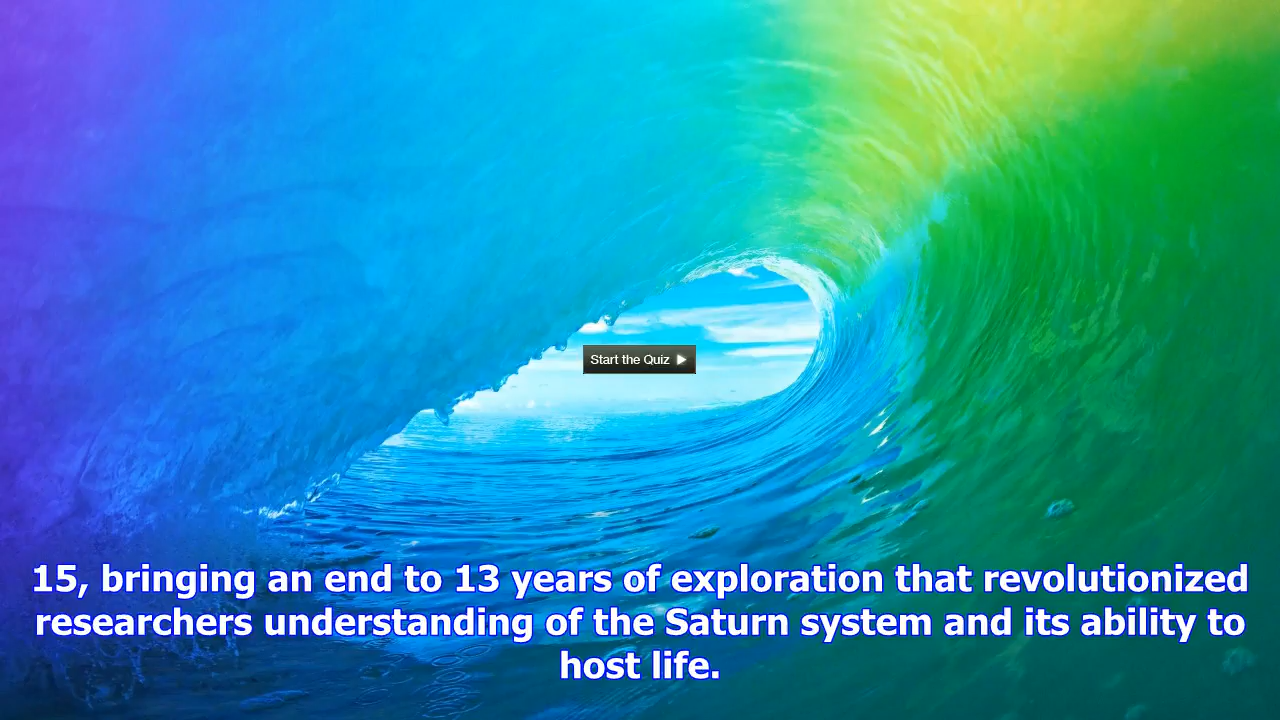 Start the Quiz
15, bringing an end to 13 years of exploration that revolutionized
researchers understanding of the Saturn system and its ability to
host life.